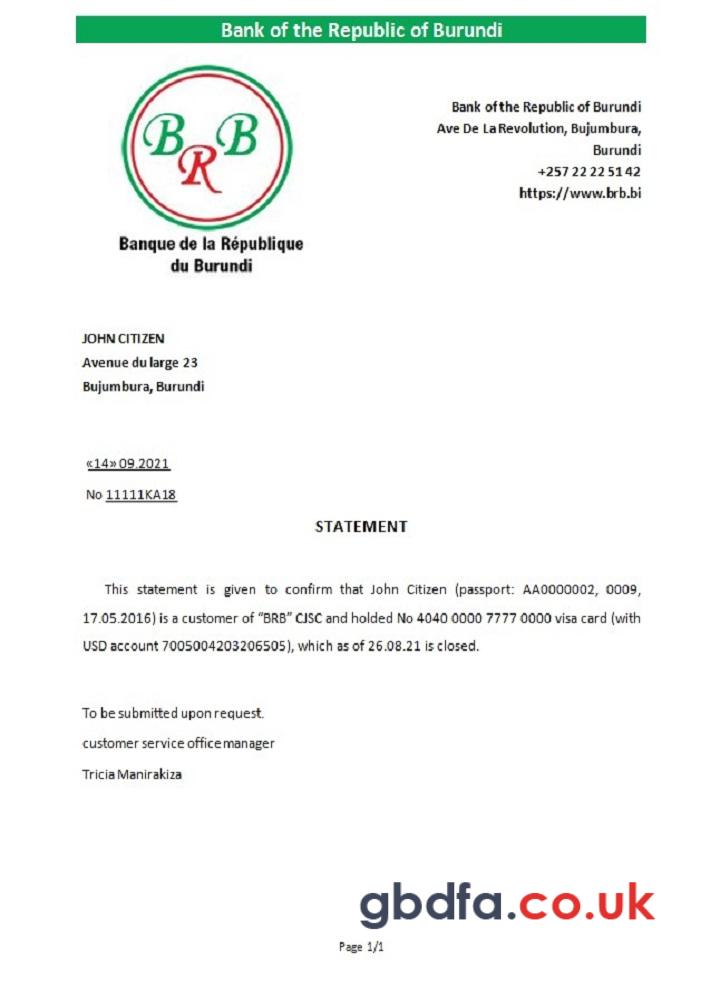 Bank of the Republic of Burundi
B R B
Banque de la République
du Burundi
Bank of the Republic of Burundi
Ave De La Revolution, Bujumbura,
Burundi
+257 22 22 51 42
https://www.brb.bi
JOHN CITIZEN
Avenue du large 23
Bujumbura, Burundi
«14» 09.2021
No 11111KA18
STATEMENT
This statement is given to confirm that John Citizen (passport: AA0000002, 0009,
17.05.2016) is a customer of “BRB” CJSC and holded No 4040 0000 7777 0000 visa card (with
USD account 7005004203206505), which as of 26.08.21 is closed.
To be submitted upon request.
customer service office manager
Tricia Manirakiza
gbdfa.co.uk
Page 1/1